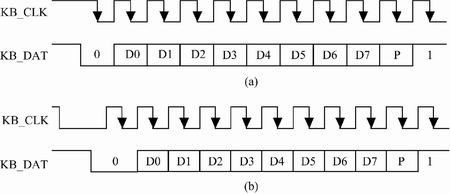 KB_CLK
KB_DAT 0 D0 D1 D2 D3 D4 D5 D6 D7 P 1
(a)
KB_CLK
KB_DAT 0 D0 D1 D2 D3 D4 D5 D6 D7 P 1
(b)